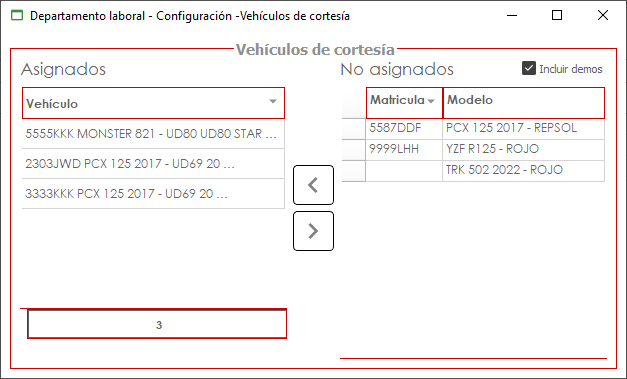 Departamento laboral - Configuración -Vehículos de cortesía
Vehículos de cortesía
Asignados
Vehículo
5555KKK MONSTER 821 - UD80 UD80 STAR ...
2303JWD PCX 125 2017 - UD69 20 ...
3333KKK PCX 125 2017 - UD69 20 ...
3
No asignados
Incluir demos
Matricula Modelo
5587DDF PCX 125 2017 - REPSOL
9999LHH YZF R125 - ROJO
TRK 502 2022 - ROJO